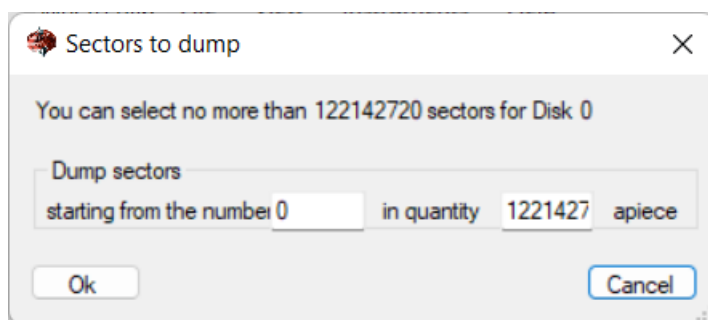 Sectors to dump
You can select no more than 122142720 sectors for Disk 0
Dump sectors
starting from the number 0 in quantity 1221427 apiece
Ok Cancel